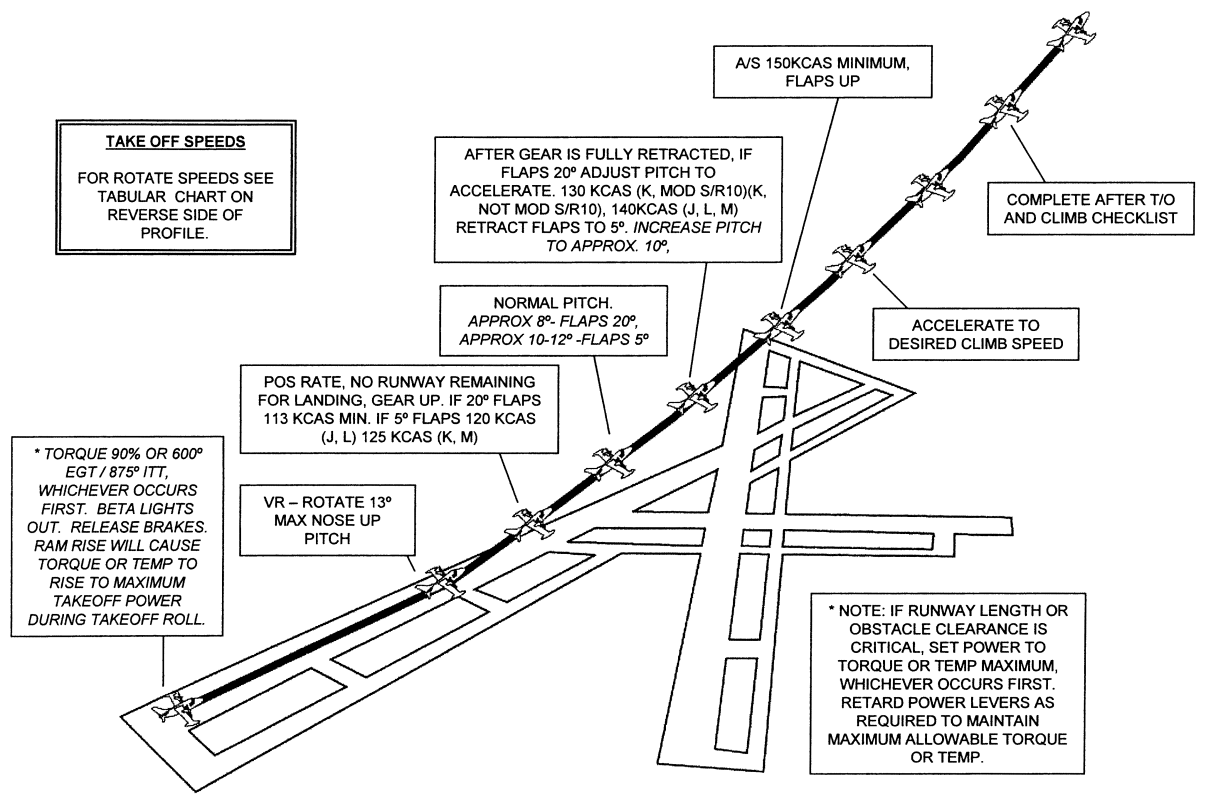 TAKE OFF SPEEDS
FOR ROTATE SPEEDS SEE
TABULAR CHART ON
REVERSE SIDE OF
PROFILE.
A/S 150KCAS MINIMUM,
FLAPS UP
AFTER GEAR IS FULLY RETRACTED, IF
FLAPS 20º ADJUST PITCH TO
ACCELERATE. 130 KCAS (K, MOD S/R10)(K,
NOT MOD S/R10), 140KCAS (J, L, M)
RETRACT FLAPS TO 5º. INCREASE PITCH
TO APPROX. 10º,
COMPLETE AFTER T/O
AND CLIMB CHECKLIST
NORMAL PITCH.
APPROX 8º- FLAPS 20º,
APPROX 10-12º -FLAPS 5º
ACCELERATE TO
DESIRED CLIMB SPEED
POS RATE, NO RUNWAY REMAINING
FOR LANDING, GEAR UP. IF 20º FLAPS
113 KCAS MIN. IF 5º FLAPS 120 KCAS
(J, L) 125 KCAS (K, M)
* TORQUE 90% OR 600º
EGT / 875º ITT,
WHICHEVER OCCURS
FIRST. BETA LIGHTS
OUT. RELEASE BRAKES.
RAM RISE WILL CAUSE
TORQUE OR TEMP TO
RISE TO MAXIMUM
TAKEOFF POWER
DURING TAKEOFF ROLL.
VR – ROTATE 13º
MAX NOSE UP
PITCH
* NOTE: IF RUNWAY LENGTH OR
OBSTACLE CLEARANCE IS
CRITICAL, SET POWER TO
TORQUE OR TEMP MAXIMUM,
WHICHEVER OCCURS FIRST.
RETARD POWER LEVERS AS
REQUIRED TO MAINTAIN
MAXIMUM ALLOWABLE TORQUE
OR TEMP.